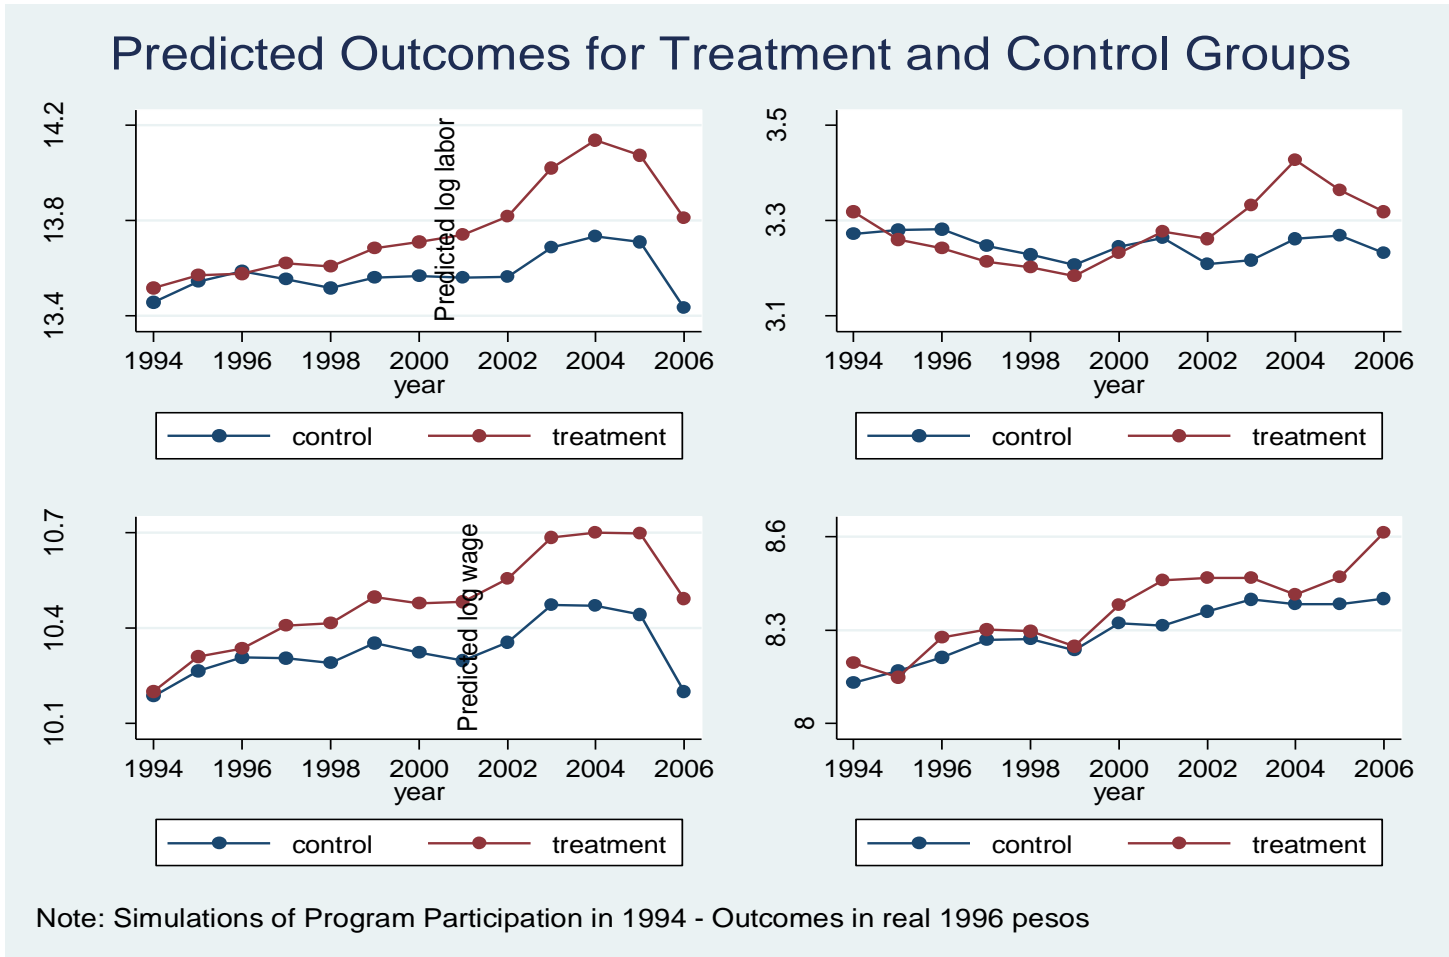 Predicted Outcomes for Treatment and Control Groups
14.2
13.8
13.4
Predicted log labor
1994 1996 1998 2000 2002 2004 2006
year
control treatment
3.5
3.3
3.1
1994 1996 1998 2000 2002 2004 2006
year
control treatment
10.7
10.4
10.1
Predicted log wage
1994 1996 1998 2000 2002 2004 2006
year
control treatment
8.6
8.3
8
1994 1996 1998 2000 2002 2004 2006
year
control treatment
Note: Simulations of Program Participation in 1994 - Outcomes in real 1996 pesos